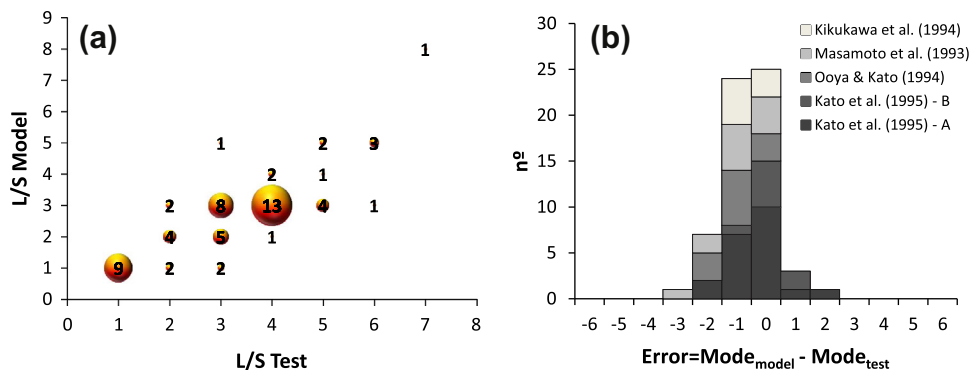 (a)
L/S Model
9
8
7
6
5
4
3
2
1
0
1
1 2 3
2 1
2 8 13 4 1
4 5 1
9 2 2
0 1 2 3 4 5 6 7 8
L/S Test
(b)
nº
30
25
20
15
10
5
0
Kikukawa et al. (1994)
Masamoto et al. (1993)
Ooya & Kato (1994)
Kato et al. (1995) - B
Kato et al. (1995) - A
-6 -5 -4 -3 -2 -1 0 1 2 3 4 5 6
Error=Mode model - Mode test